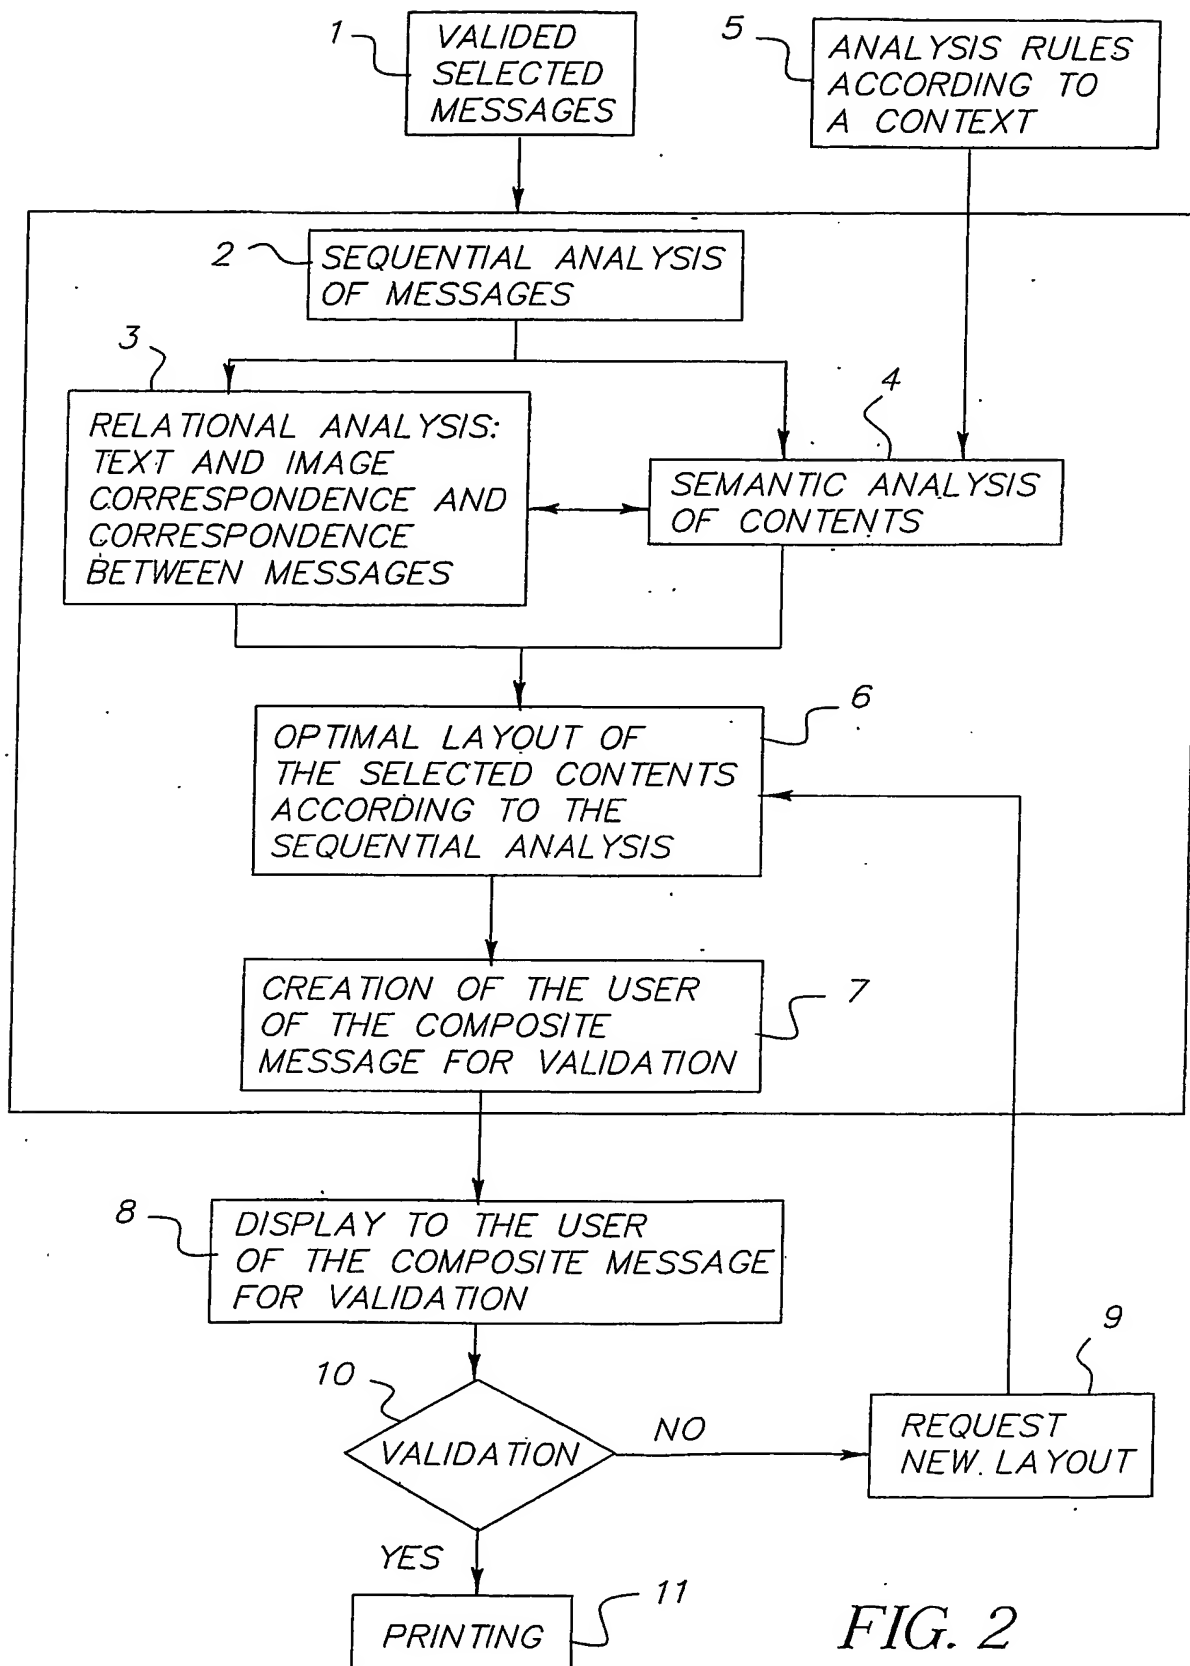 1
VALIDED
SELECTED
MESSAGES
5
ANALYSIS RULES
ACCORDING TO
A CONTEXT
2
SEQUENTIAL ANALYSIS
OF MESSAGES
3
RELATIONAL ANALYSIS:
TEXT AND IMAGE
CORRESPONDENCE AND
CORRESPONDENCE
BETWEEN MESSAGES
4
SEMANTIC ANALYSIS
OF CONTENTS
6
OPTIMAL LAYOUT OF
THE SELECTED CONTENTS
ACCORDING TO THE
SEQUENTIAL ANALYSIS
CREATION OF THE USER
OF THE COMPOSITE
MESSAGE FOR VALIDATION
7
8
DISPLAY TO THE USER
OF THE COMPOSITE MESSAGE
FOR VALIDATION
10
VALIDATION
NO
9
REQUEST
NEW LAYOUT
YES
11
PRINTING
FIG. 2